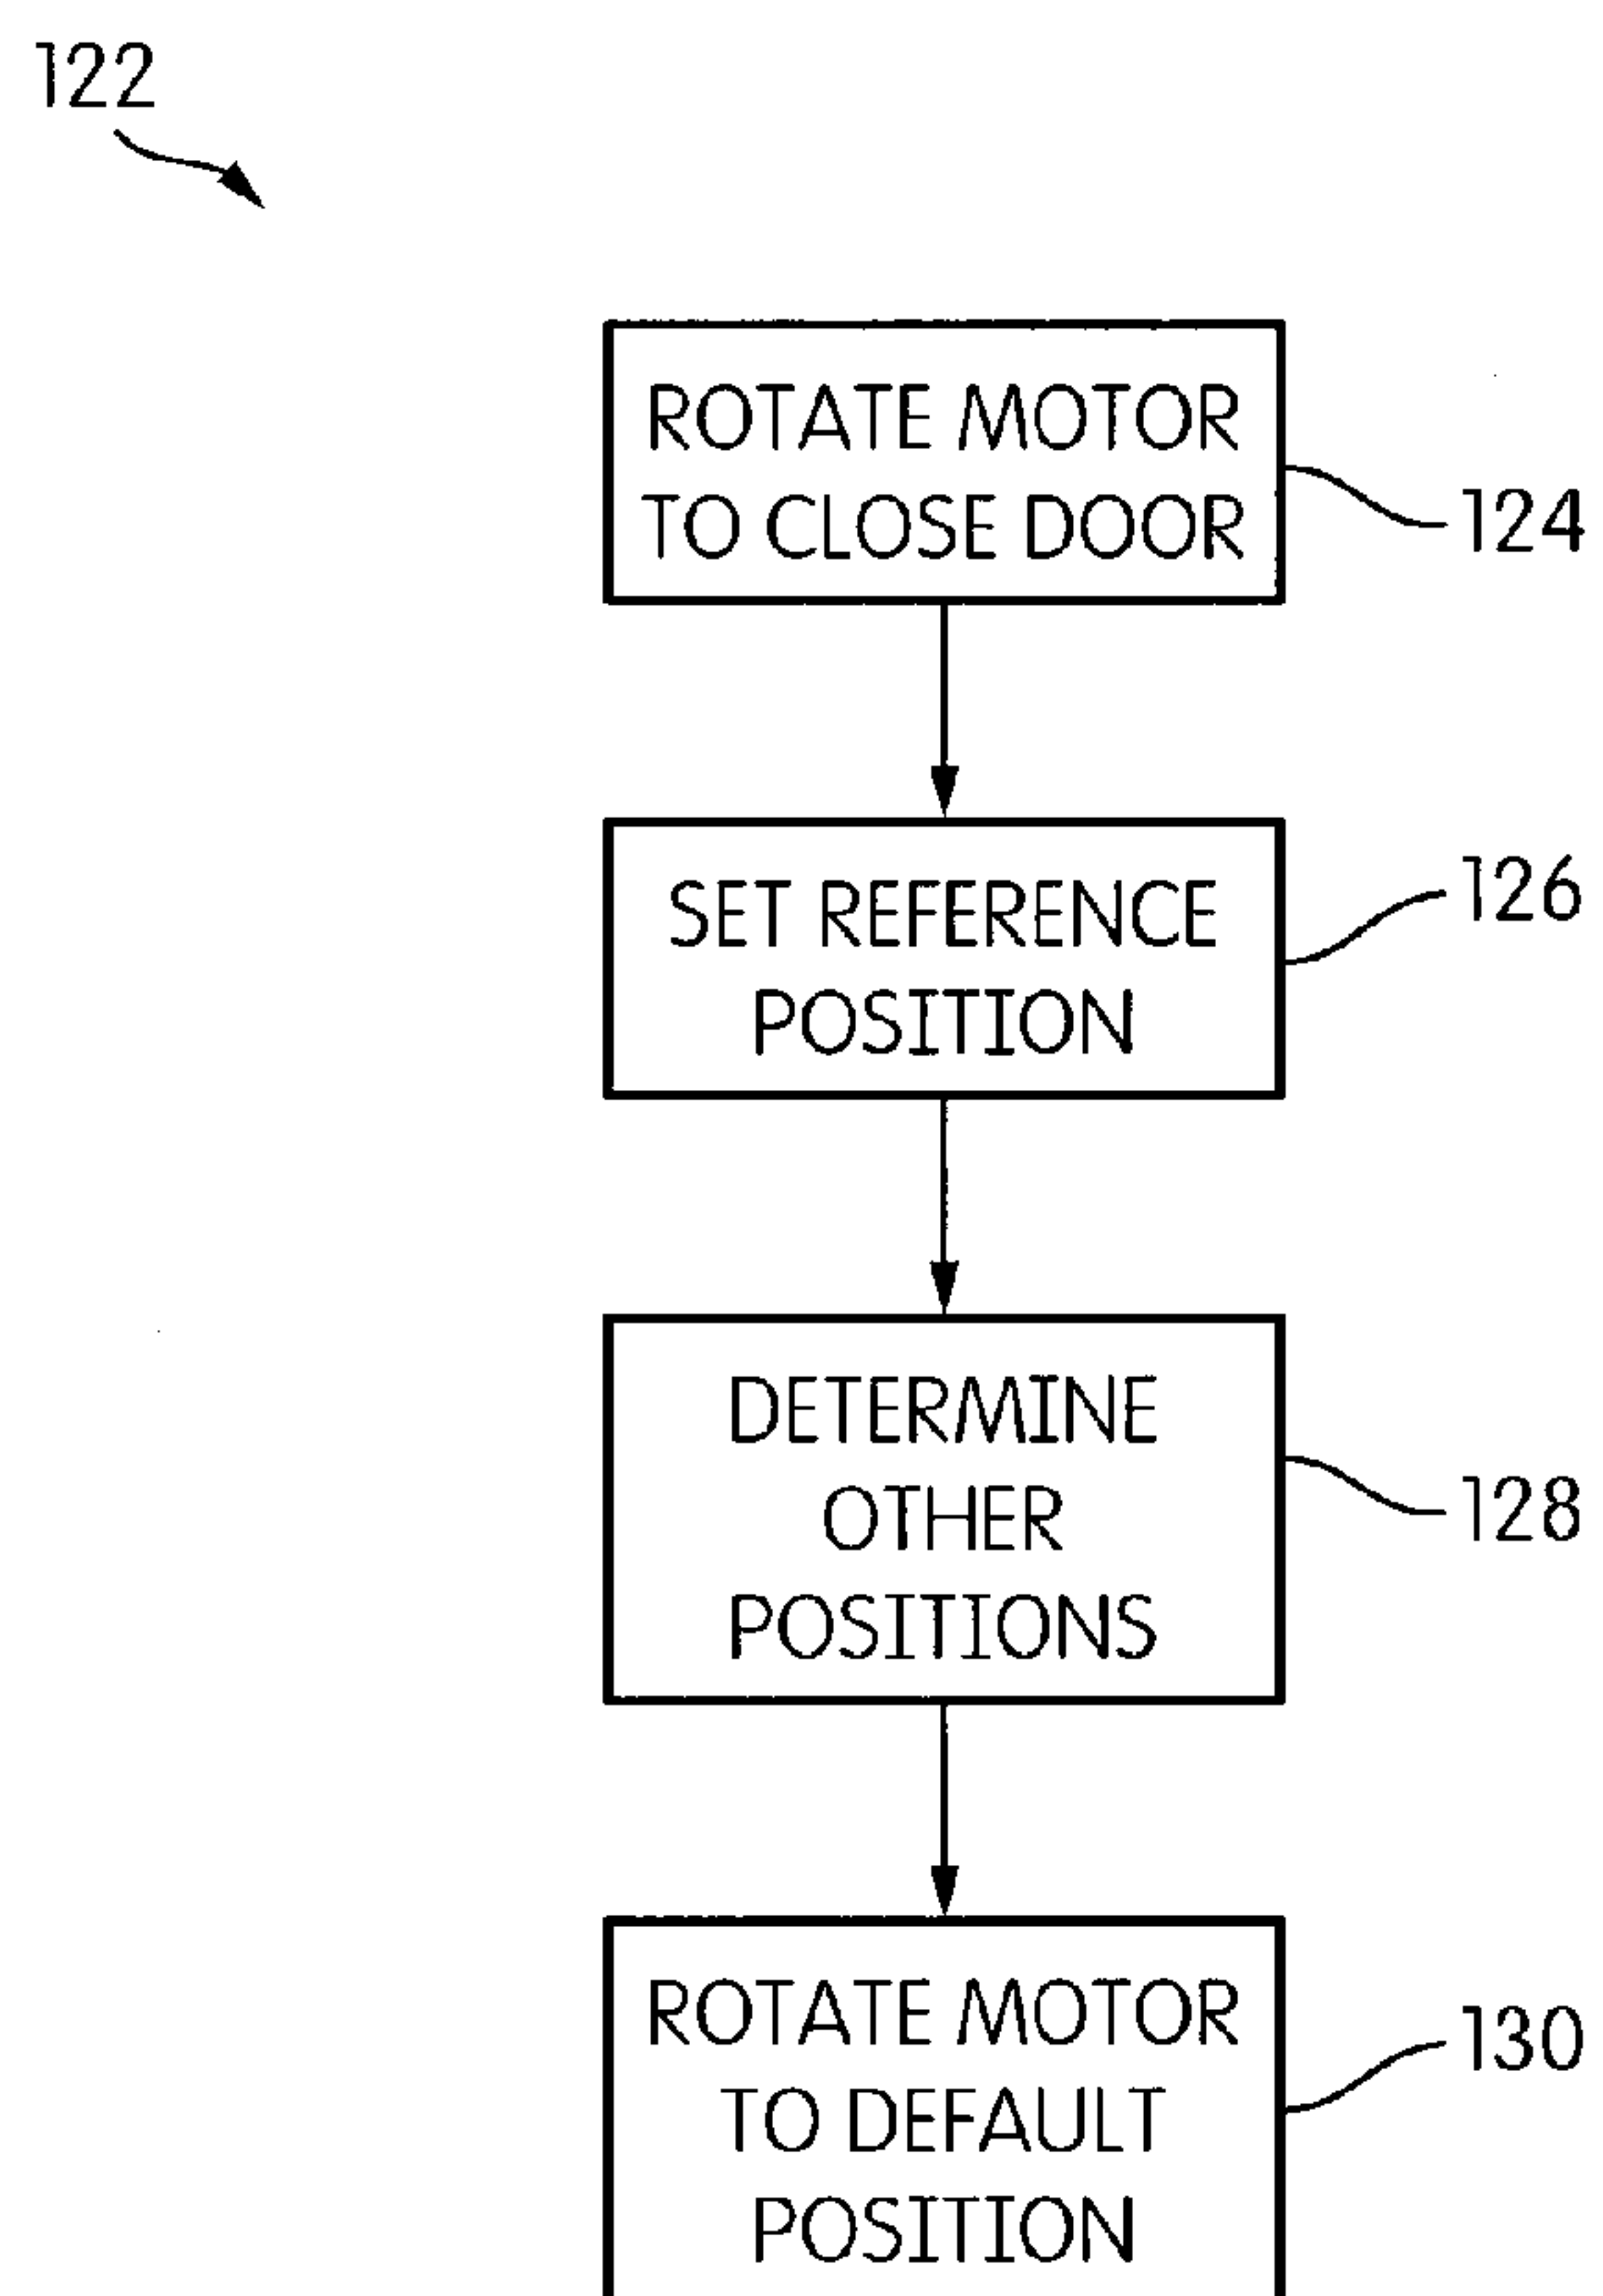 122
ROTATE MOTOR
TO CLOSE DOOR
124
SET REFERENCE
POSITION
126
DETERMINE
OTHER
POSITIONS
128
ROTATE MOTOR
TO DEFAULT
POSITION
130